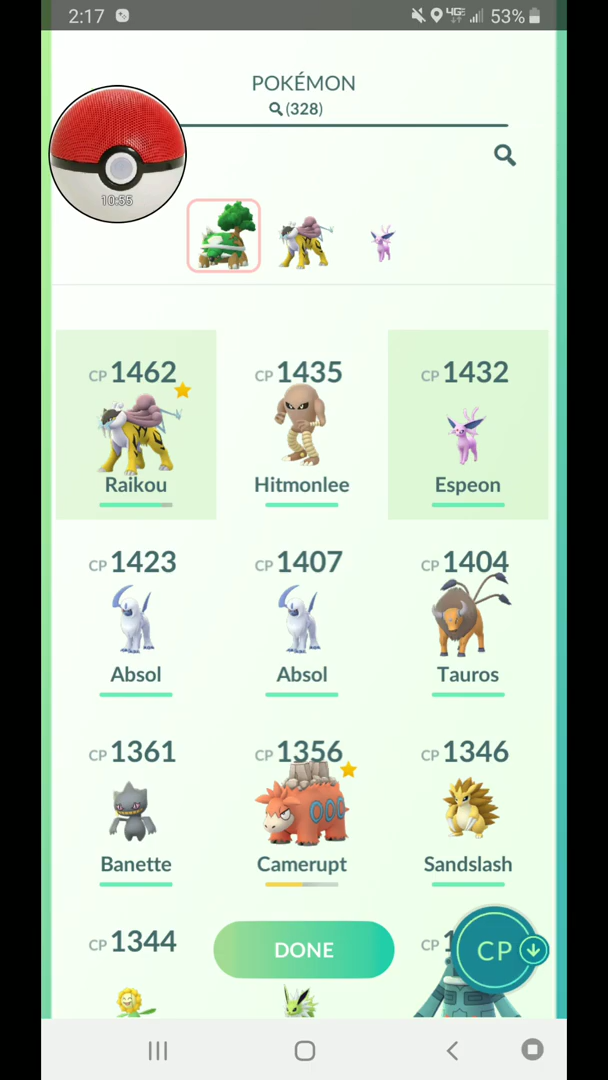 2:17 4GE 53%
POKÉMON
(328)
10:55
CP 1462 CP 1435 CP 1432
Raikou Hitmonlee Espeon
CP 1423 CP 1407 CP 1404
Absol Absol Tauros
CP 1361 CP 1356 CP 1346
Banette Camerupt Sandslash
CP 1344 DONE CP CP